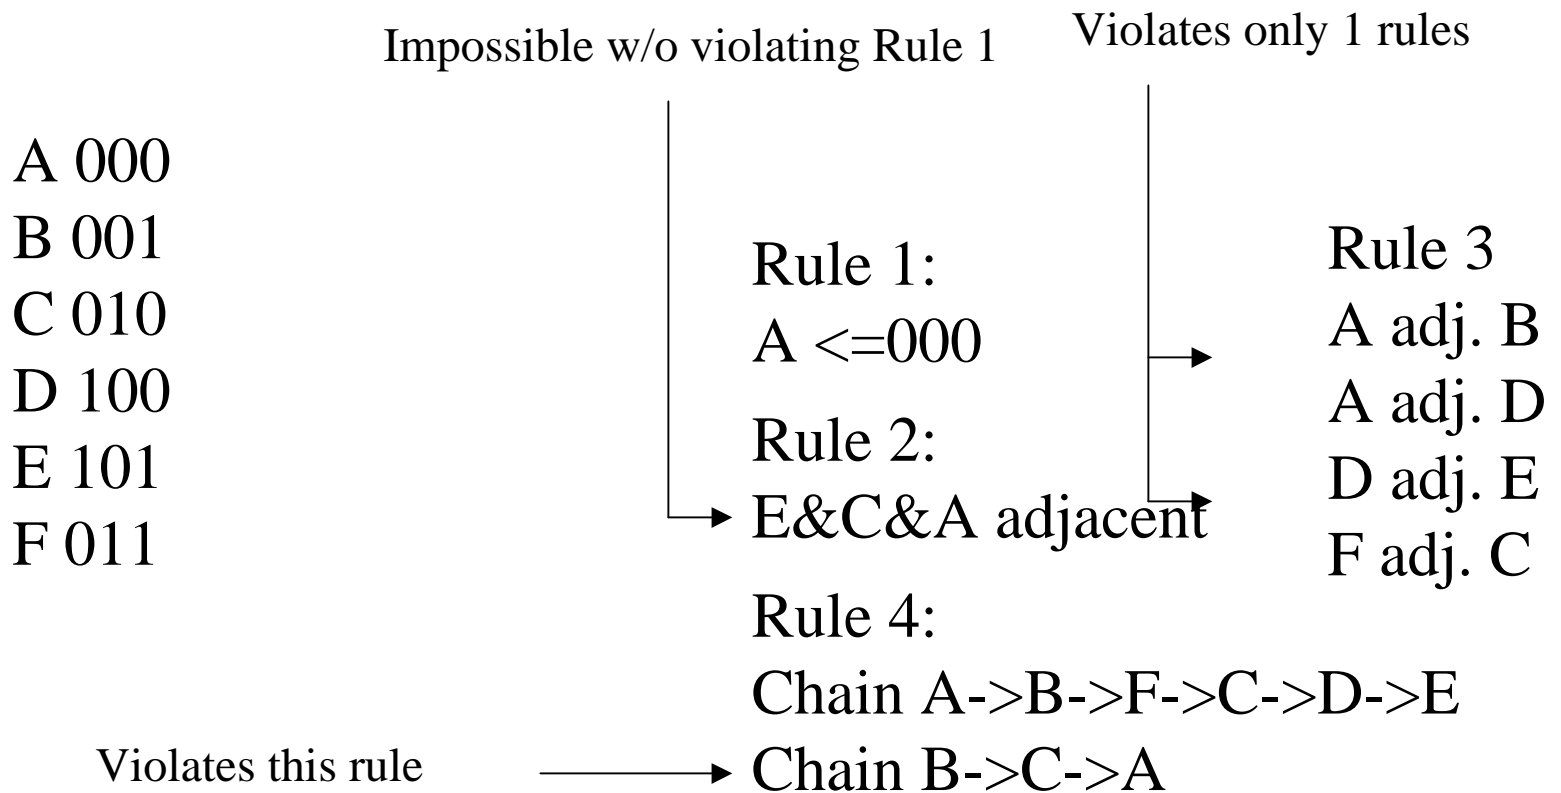 Impossible w/o violating Rule 1
Violates only 1 rules
A 000
B 001
C 010
D 100
E 101
F 011
Rule 1:
A <=000
Rule 2:
E&C&A adjacent
Rule 3
A adj. B
A adj. D
D adj. E
F adj. C
Rule 4:
Chain A->B->F->C->D->E
Chain B->C->A
Violates this rule